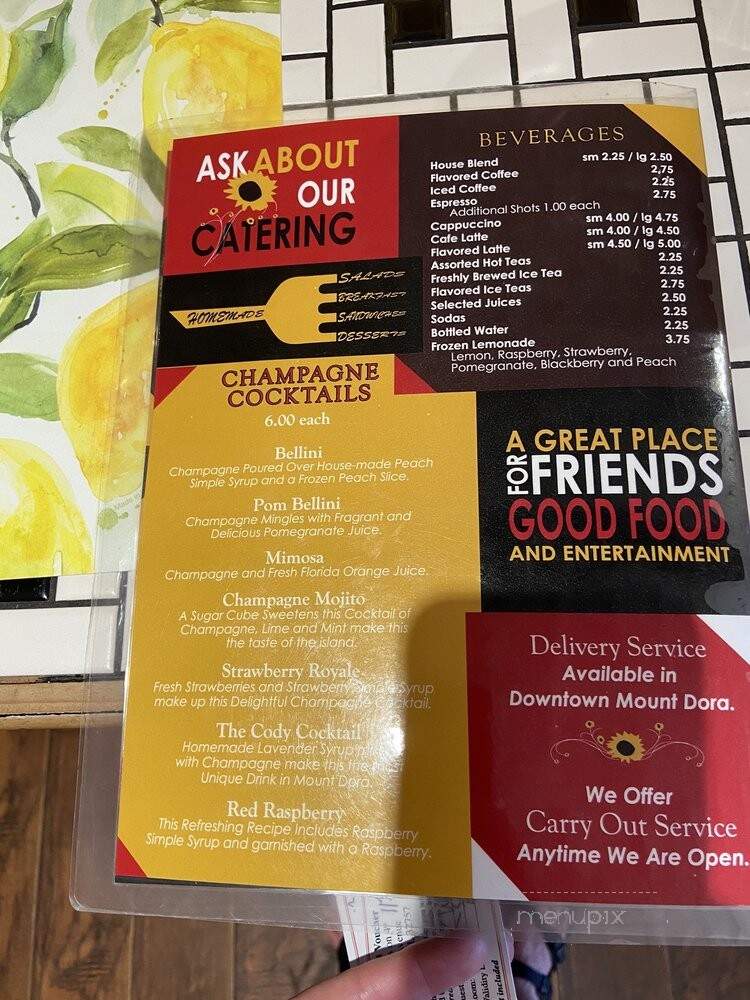 ASK ABOUT
OUR
CATERING
HOMEMADE
SALADS
BREAKFAST
SANDWICHES
DESSERTS
BEVERAGES
House Blend sm 2.25 / lg 2.50
Flavored Coffee 2.75
Iced Coffee 2.25
Espresso 2.75
Additional Shots 1.00 each
Cappuccino sm 4.00 / lg 4.75
Cafe Latte sm 4.00 / lg 4.50
Flavored Latte sm 4.50 / lg 5.00
Assorted Hot Teas 2.25
Freshly Brewed Ice Tea 2.25
Flavored Ice Teas 2.75
Selected Juices 2.50
Sodas 2.25
Bottled Water 2.25
Frozen Lemonade 3.75
Lemon, Raspberry, Strawberry,
Pomegranate, Blackberry and Peach
CHAMPAGNE
COCKTAILS
6.00 each
Bellini
Champagne Poured Over House-made Peach
Simple Syrup and a Frozen Peach Slice.
Pom Bellini
Champagne Mingles with Fragrant and
Delicious Pomegranate Juice.
Mimosa
Champagne and Fresh Florida Orange Juice.
Champagne Mojito
A Sugar Cube Sweetens this Cocktail of
Champagne, Lime and Mint make this
the taste of the island.
Strawberry Royale
Fresh Strawberries and Strawberry Simple Syrup
make up this Delightful Champagne Cocktail.
The Cody Cocktail
Homemade Lavender Syrup
with Champagne make this the
Unique Drink in Mount Dora.
Red Raspberry
This Refreshing Recipe Includes Raspberry
Simple Syrup and garnished with a Raspberry.
A GREAT PLACE
FOR FRIENDS
GOOD FOOD
AND ENTERTAINMENT
Delivery Service
Available in
Downtown Mount Dora.
We Offer
Carry Out Service
Anytime We Are Open.
menupix